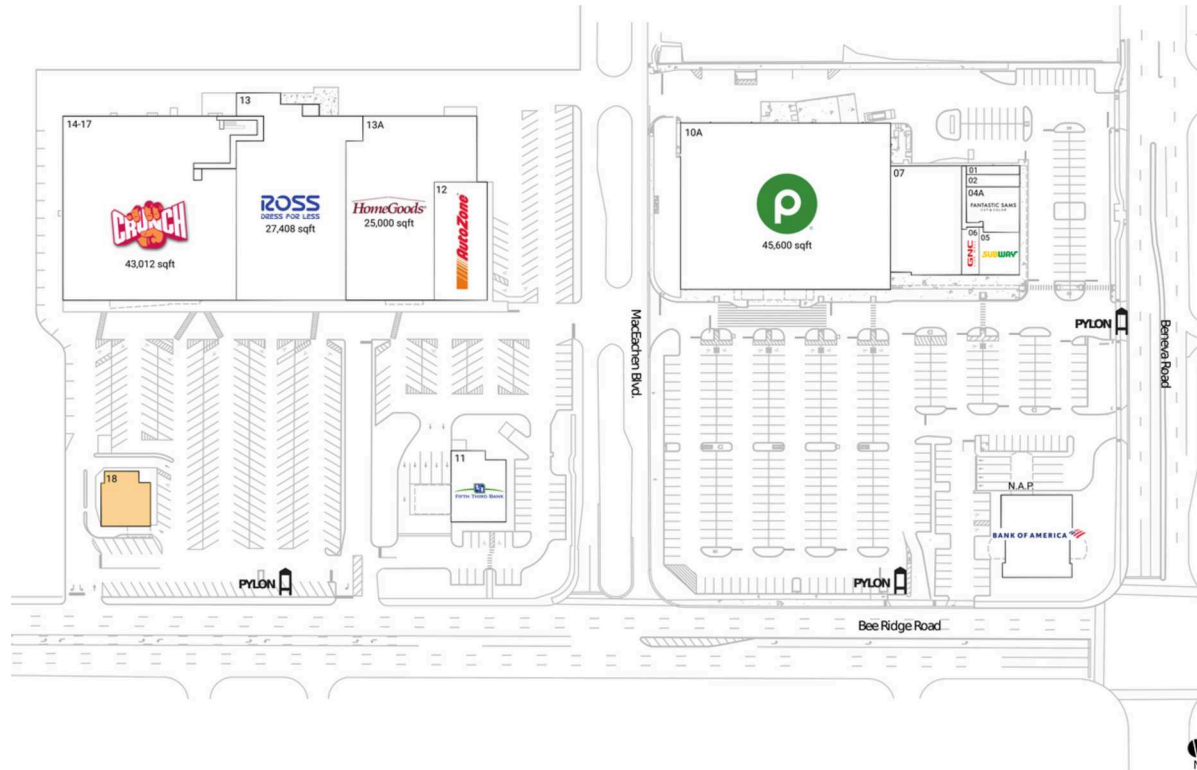 14-17
CRUNCH
43,012 sqft
13
ROSS
DRESS FOR LESS
27,408 sqft
13A
HomeGoods
25,000 sqft
12
AutoZone
10A
P
45,600 sqft
07
01
02
04A
FANTASTIC SAMS
CUT & COLOR
06
GNC
05
SUBWAY
MacEachen Blvd.
PYLON
Beneva Road
18
11
FIFTH THIRD BANK
N.A.P.
BANK OF AMERICA
PYLON
PYLON
Bee Ridge Road
N